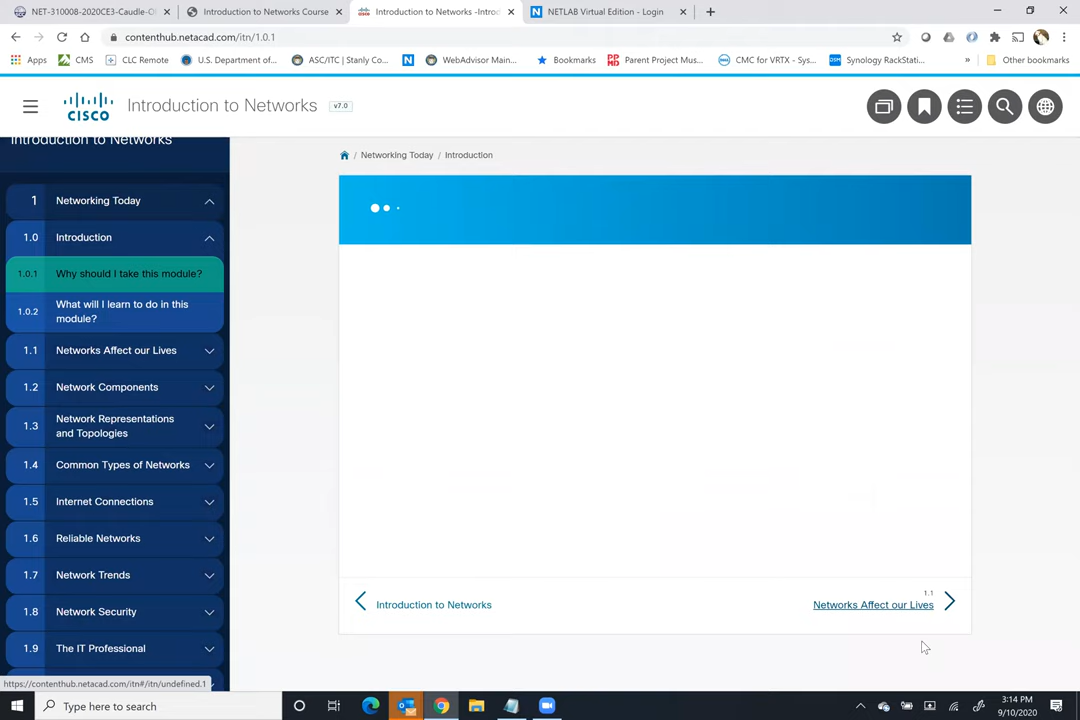 NET-310008-2020CE3-Caudle-O
Introduction to Networks Course
Introduction to Networks -Introd
NETLAB Virtual Edition - Login
contenthub.netacad.com/itn/1.0.1
Apps
CMS
CLC Remote
U.S. Department of...
ASC/ITC | Stanly Co...
WebAdvisor Main...
Bookmarks
Parent Project Mus...
CMC for VRTX - Sys...
Synology RackStati...
»
Other bookmarks
CISCO
Introduction to Networks
v7.0
Introduction to Networks
/ Networking Today / Introduction
1 Networking Today
1.0 Introduction
1.0.1 Why should I take this module?
1.0.2 What will I learn to do in this
module?
1.1 Networks Affect our Lives
1.2 Network Components
1.3 Network Representations
and Topologies
1.4 Common Types of Networks
1.5 Internet Connections
1.6 Reliable Networks
1.7 Network Trends
1.8 Network Security
1.9 The IT Professional
Introduction to Networks
1.1
Networks Affect our Lives
https://contenthub.netacad.com/itn#/itn/undefined.1
Type here to search
3:14 PM
9/10/2020